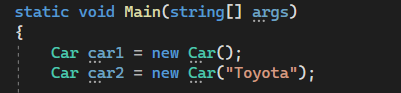 static void Main(string[] args)
{
Car car1 = new Car();
Car car2 = new Car("Toyota");